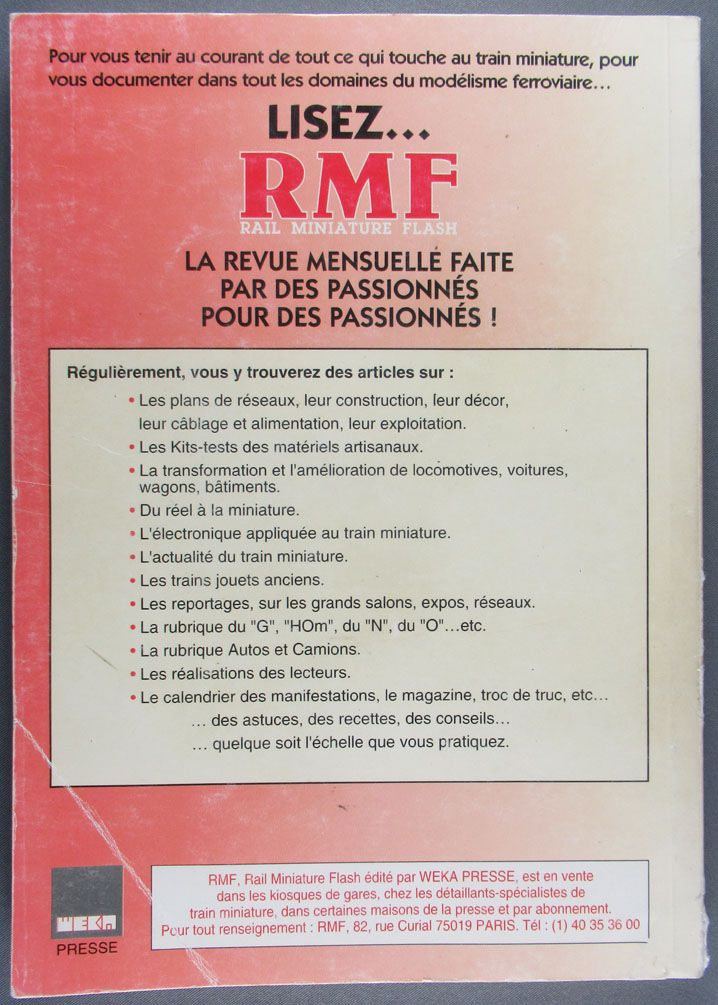 Pour vous tenir au courant de tout ce qui touche au train miniature, pour
vous documenter dans tout les domaines du modélisme ferroviaire...
LISEZ...
RMF
RAIL MINIATURE FLASH
LA REVUE MENSUELLE FAITE
PAR DES PASSIONNÉS
POUR DES PASSIONNÉS !
Régulièrement, vous y trouverez des articles sur :
• Les plans de réseaux, leur construction, leur décor,
leur câblage et alimentation, leur exploitation.
• Les Kits-tests des matériels artisanaux.
• La transformation et l'amélioration de locomotives, voitures,
wagons, bâtiments.
• Du réel à la miniature.
• L'électronique appliquée au train miniature.
• L'actualité du train miniature.
• Les trains jouets anciens.
• Les reportages, sur les grands salons, expos, réseaux.
• La rubrique du "G", "HOm", du "N", du "O"...etc.
• La rubrique Autos et Camions.
• Les réalisations des lecteurs.
• Le calendrier des manifestations, le magazine, troc de truc, etc...
... des astuces, des recettes, des conseils...
... quelque soit l'échelle que vous pratiquez.
WEKA
PRESSE
RMF, Rail Miniature Flash édité par WEKA PRESSE, est en vente
dans les kiosques de gares, chez les détaillants-spécialistes de
train miniature, dans certaines maisons de la presse et par abonnement.
Pour tout renseignement : RMF, 82, rue Curial 75019 PARIS. Tél : (1) 40 35 36 00